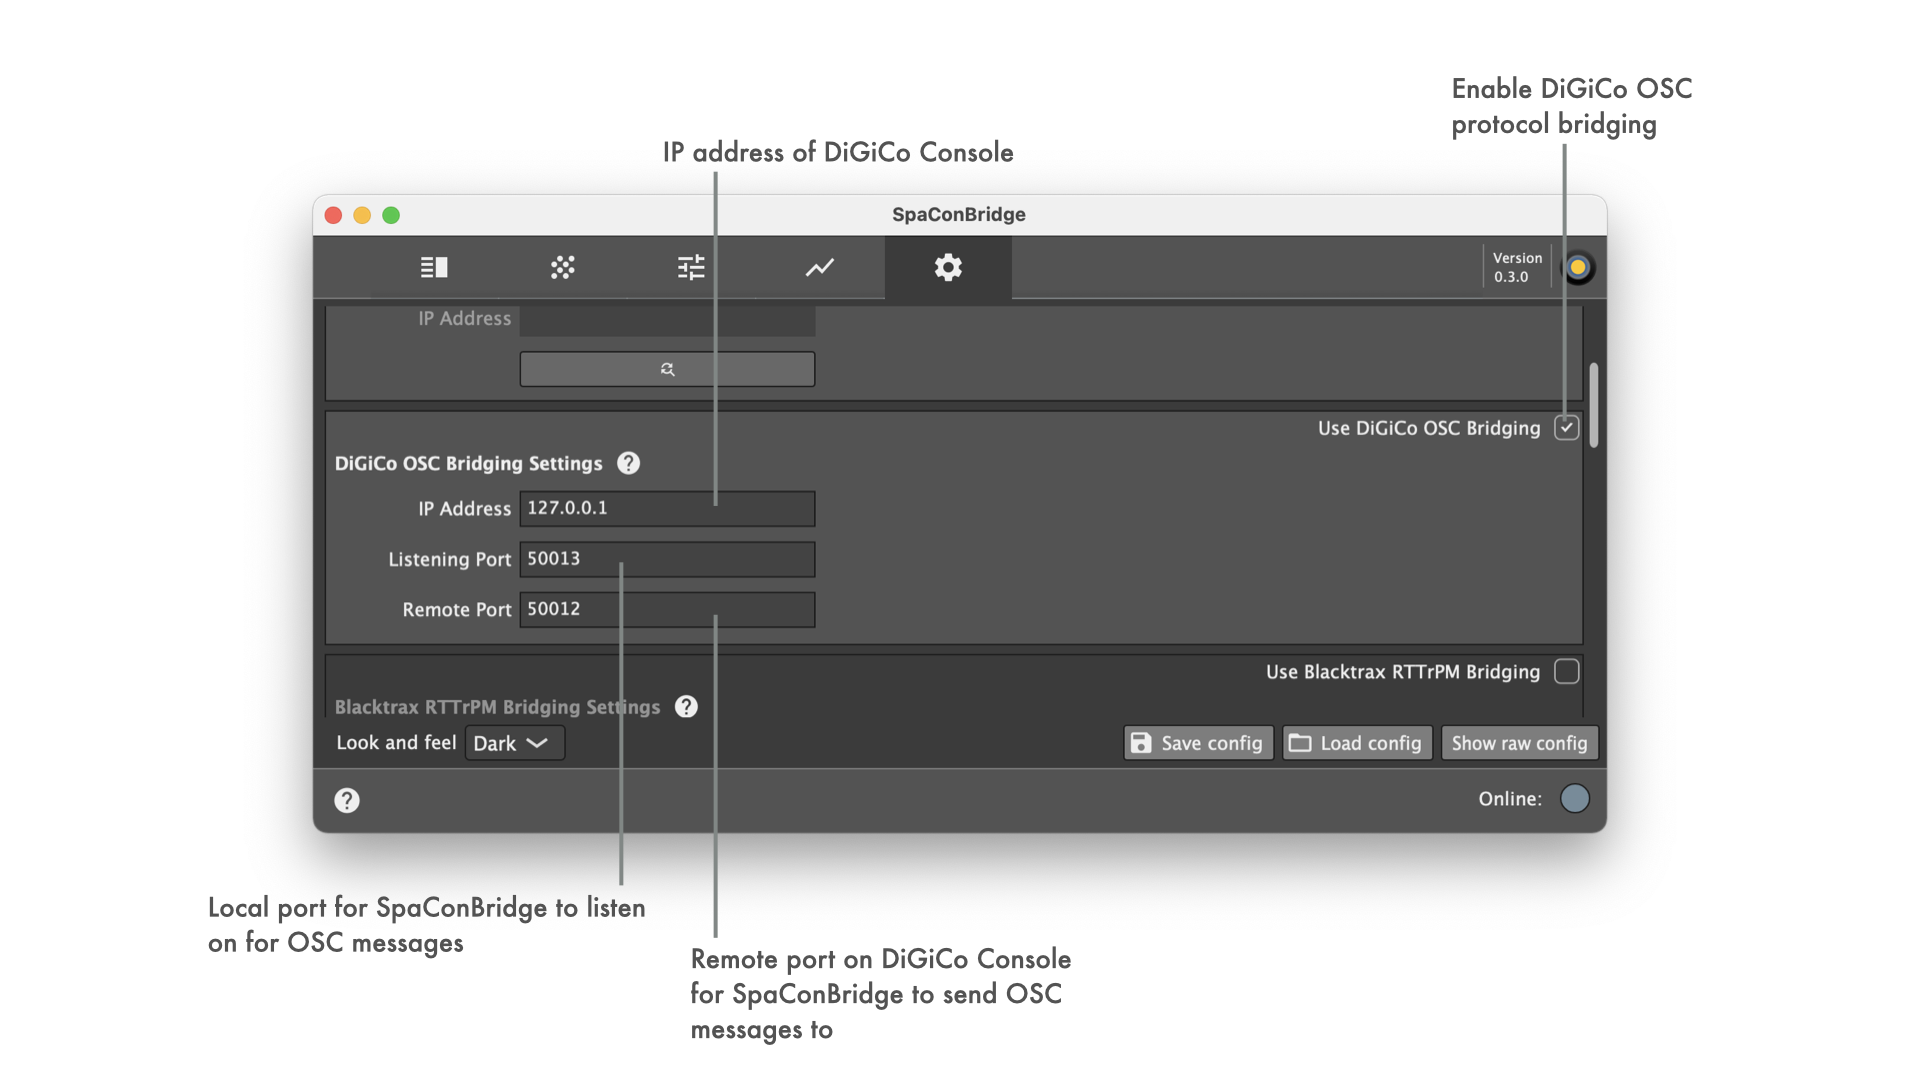 Enable DiGiCo OSC
protocol bridging
IP address of DiGiCo Console
SpaConBridge
Version
0.3.0
IP Address
Use DiGiCo OSC Bridging
DiGiCo OSC Bridging Settings ?
IP Address 127.0.0.1
Listening Port 50013
Remote Port 50012
Use Blacktrax RTTrPM Bridging
Blacktrax RTTrPM Bridging Settings ?
Look and feel Dark
Save config Load config Show raw config
? Online:
Local port for SpaConBridge to listen
on for OSC messages
Remote port on DiGiCo Console
for SpaConBridge to send OSC
messages to